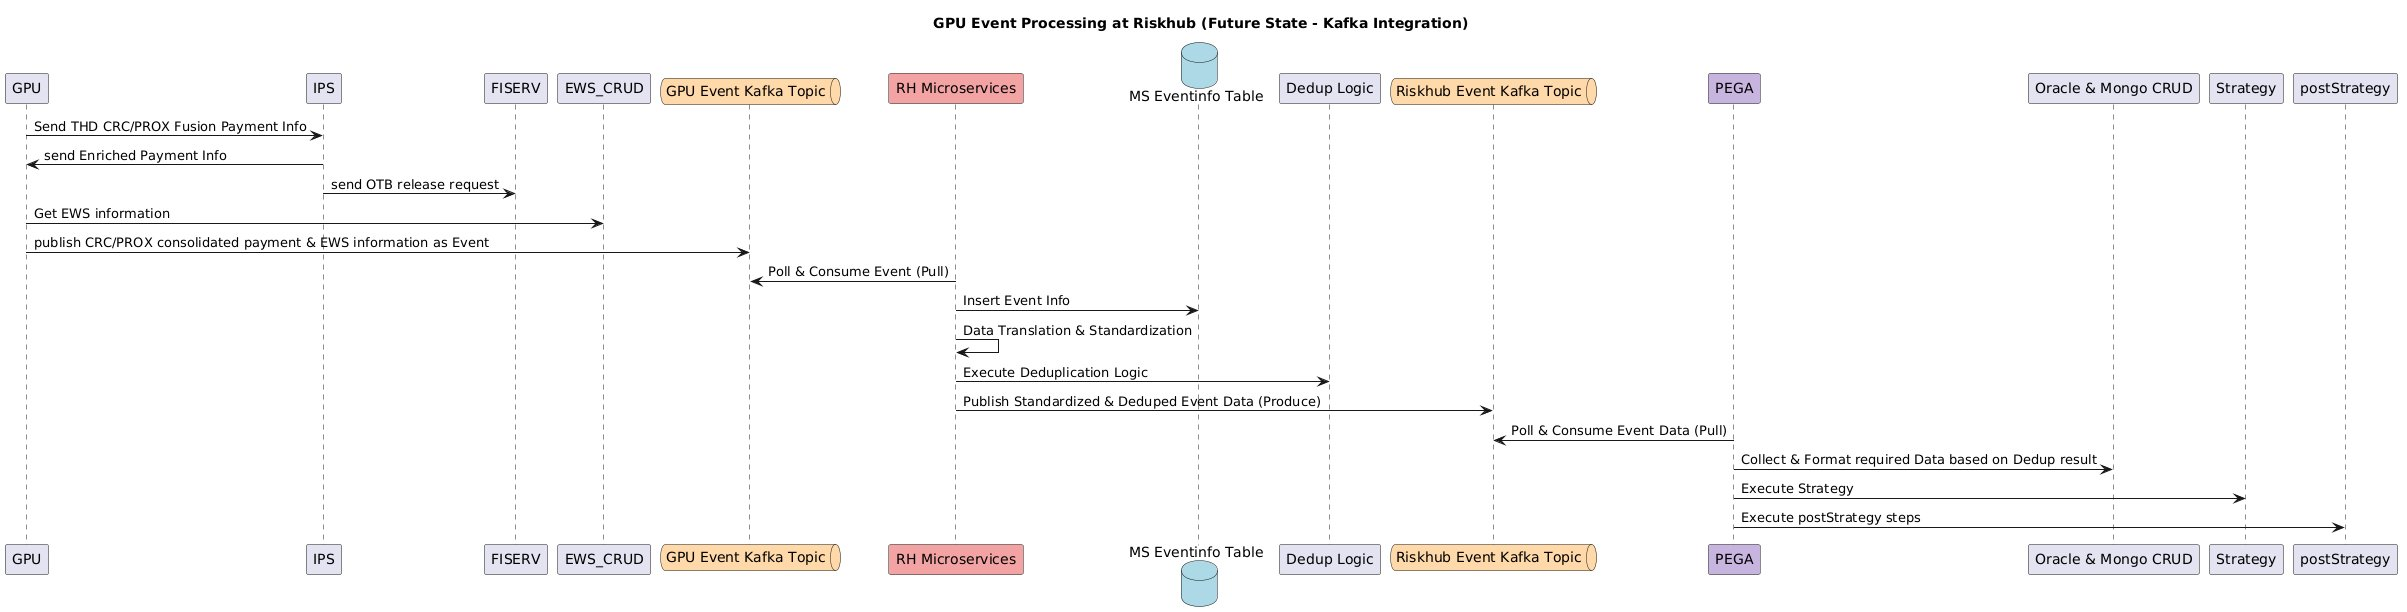 GPU Event Processing at Riskhub (Future State - Kafka Integration)
GPU
IPS
FISERV
EWS_CRUD
GPU Event Kafka Topic
RH Microservices
MS Eventinfo Table
Dedup Logic
Riskhub Event Kafka Topic
PEGA
Oracle & Mongo CRUD
Strategy
postStrategy
Send THD CRC/PROX Fusion Payment Info
send Enriched Payment Info
send OTB release request
Get EWS information
publish CRC/PROX consolidated payment & EWS information as Event
Poll & Consume Event (Pull)
Insert Event Info
Data Translation & Standardization
Execute Deduplication Logic
Publish Standardized & Deduped Event Data (Produce)
Poll & Consume Event Data (Pull)
Collect & Format required Data based on Dedup result
Execute Strategy
Execute postStrategy steps
GPU
IPS
FISERV
EWS_CRUD
GPU Event Kafka Topic
RH Microservices
MS Eventinfo Table
Dedup Logic
Riskhub Event Kafka Topic
PEGA
Oracle & Mongo CRUD
Strategy
postStrategy